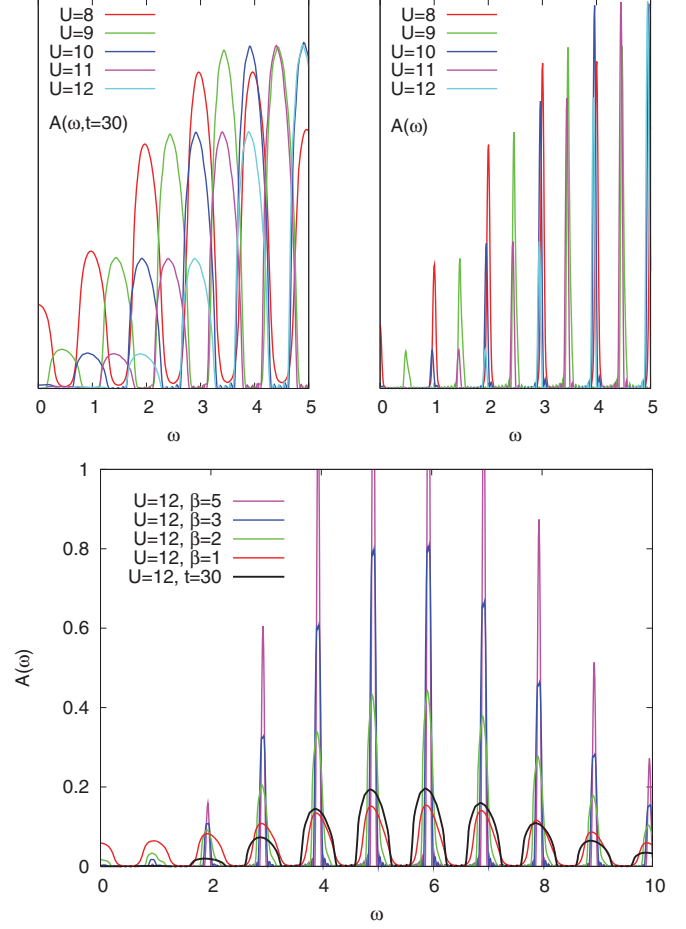 U=8
U=9
U=10
U=11
U=12
A(ω,t=30)
0 1 2 3 4 5
ω
U=8
U=9
U=10
U=11
U=12
A(ω)
0 1 2 3 4 5
ω
1
0.8
0.6
0.4
0.2
0
A(ω)
U=12, β=5
U=12, β=3
U=12, β=2
U=12, β=1
U=12, t=30
0 2 4 6 8 10
ω